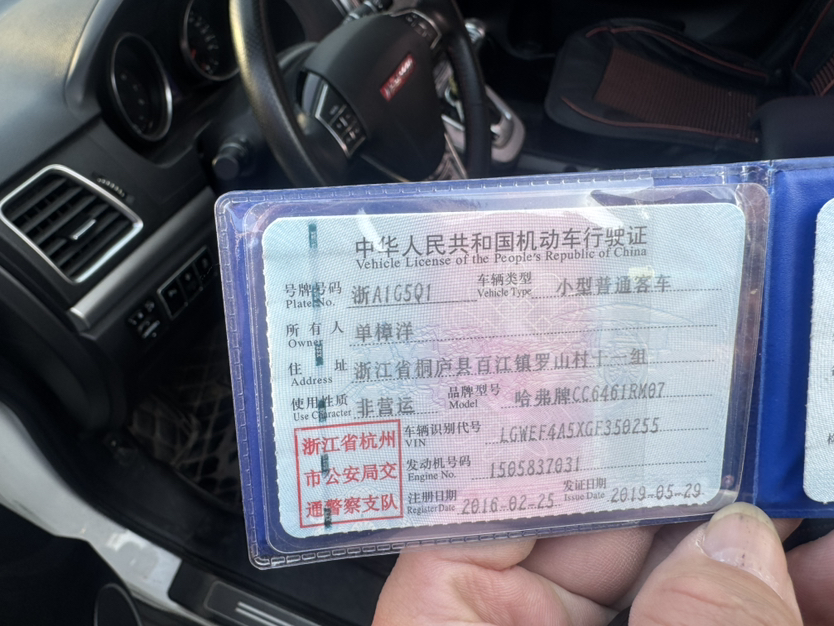 中华人民共和国机动车行驶证
Vehicle License of the People's Republic of China
号牌号码 浙A1G5Q1 车辆类型 小型普通客车
Plate No. Vehicle Type
所有人 单樟洋
Owner
住址 浙江省桐庐县百江镇罗山村十一组
Address
使用性质 非营运 品牌型号 哈弗牌CC6461RM07
Use Character Model
浙江省杭州
市公安局交
通警察支队
车辆识别代号 LGWEF4A5XGF350255
VIN
发动机号码 1505837031
Engine No.
注册日期 2016-02-25 发证日期 2019-05-29
Register Date Issue Date